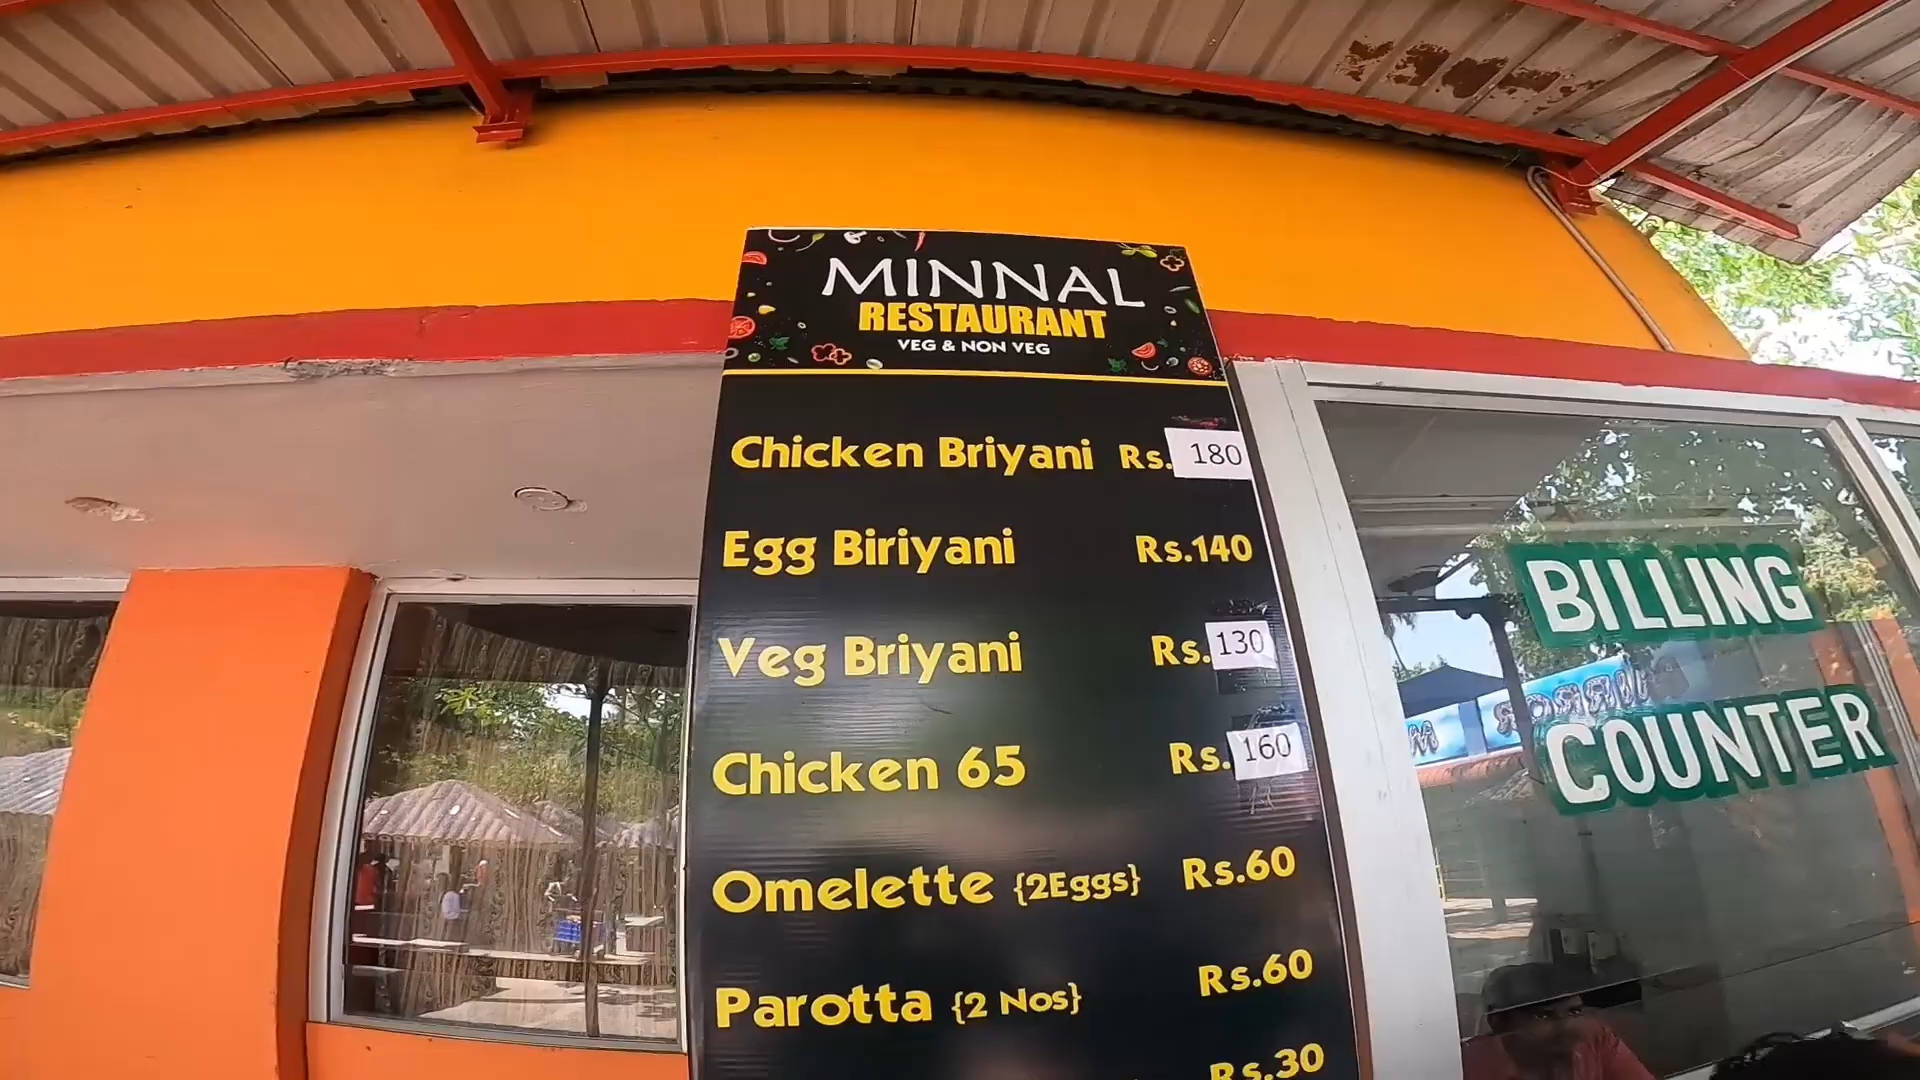 MINNAL
RESTAURANT
VEG & NON VEG
Chicken Briyani Rs. 180
Egg Biriyani Rs.140
Veg Briyani Rs. 130
Chicken 65 Rs. 160
Omelette {2Eggs} Rs.60
Parotta {2 Nos} Rs.60
Rs.30
BILLING
COUNTER